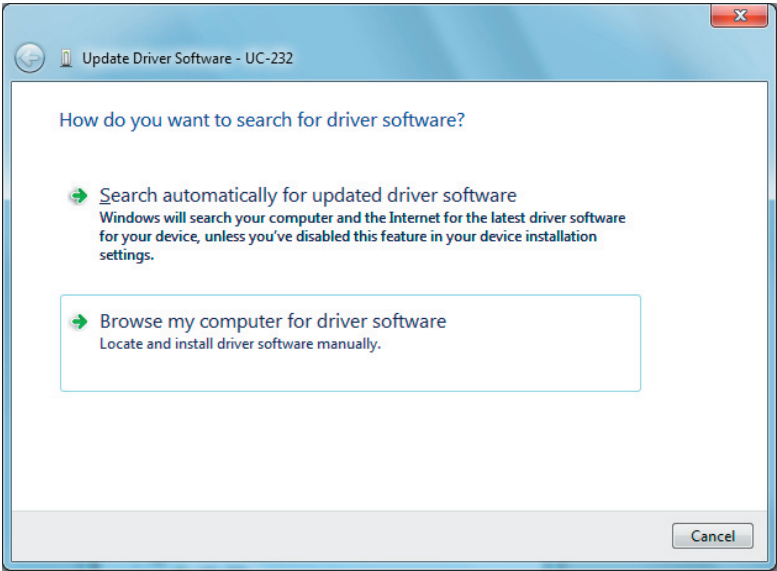 Update Driver Software - UC-232
How do you want to search for driver software?
Search automatically for updated driver software
Windows will search your computer and the Internet for the latest driver software
for your device, unless you've disabled this feature in your device installation
settings.
Browse my computer for driver software
Locate and install driver software manually.
Cancel